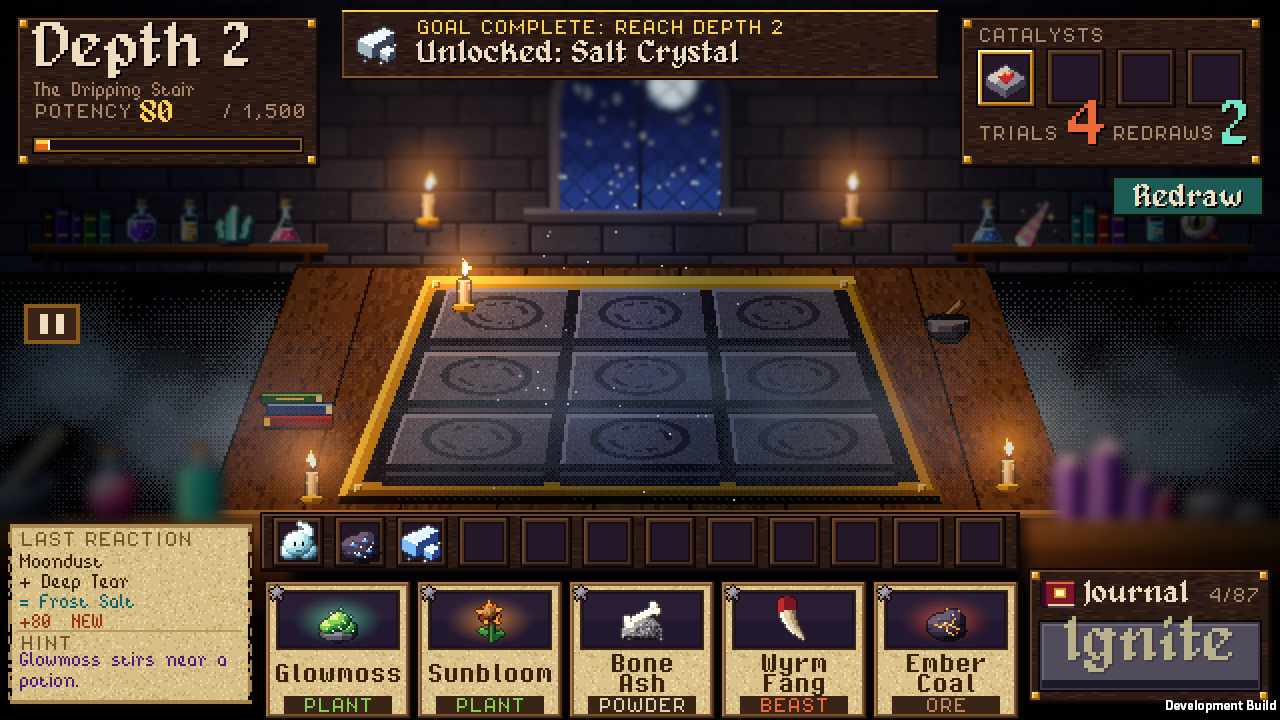 Depth 2
The Dripping Stair
POTENCY 80 / 1,500
GOAL COMPLETE: REACH DEPTH 2
Unlocked: Salt Crystal
CATALYSTS
TRIALS 4 REDRAWS 2
Redraw
LAST REACTION
Moondust
+ Deep Tear
= Frost Salt
+80 NEW
HINT
Glowmoss stirs near a
potion.
Glowmoss
PLANT
Sunbloom
PLANT
Bone
Ash
POWDER
Wyrm
Fang
BEAST
Ember
Coal
ORE
Journal 4/87
Ignite
Development Build